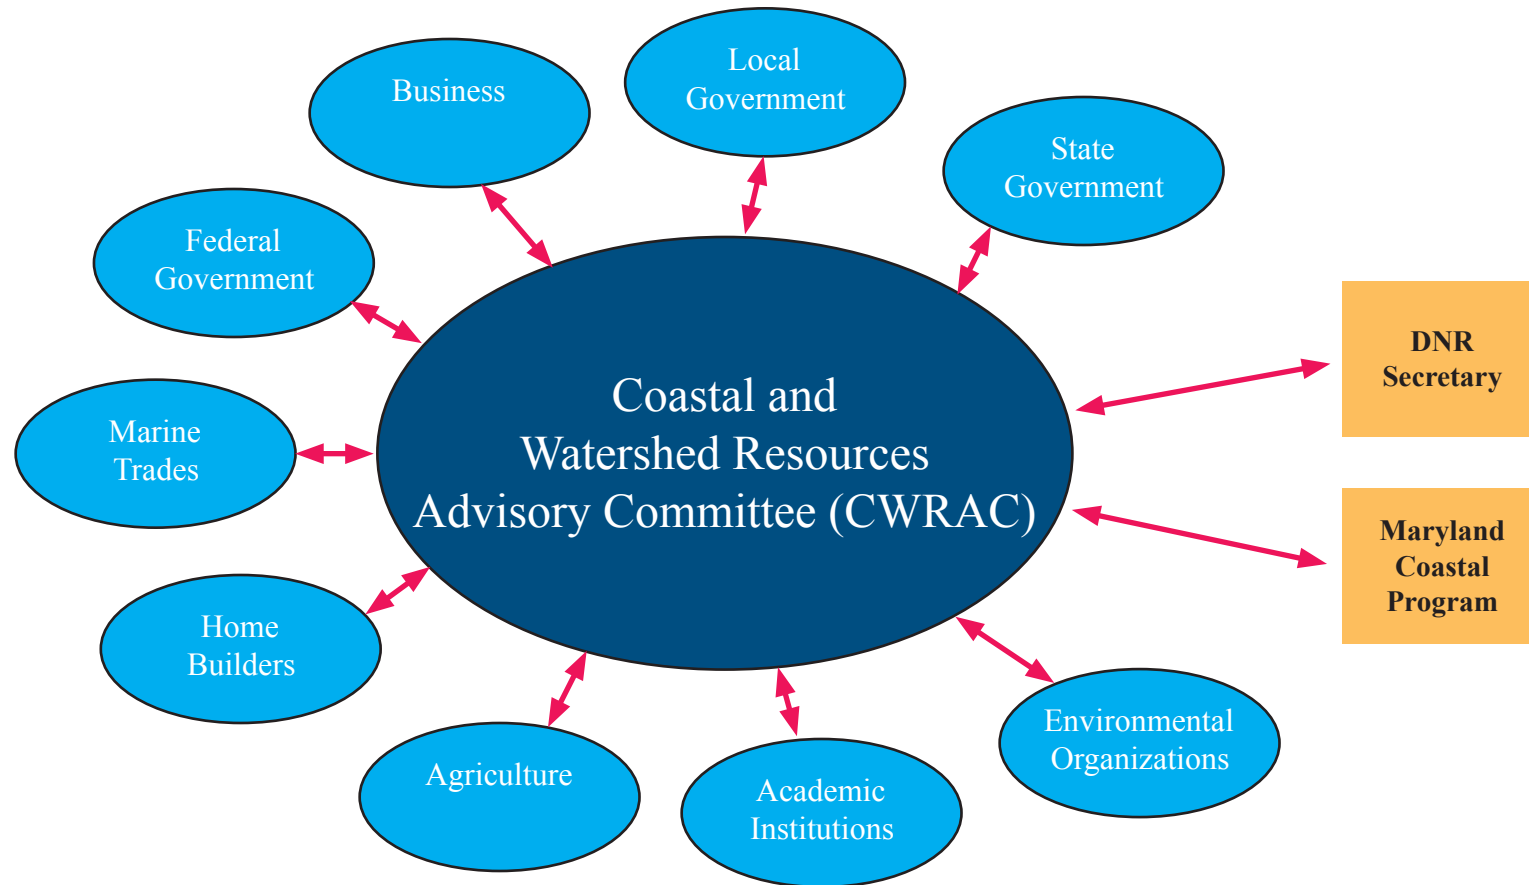 Local
Government
Business
State
Government
Federal
Government
DNR
Secretary
Coastal and
Watershed Resources
Advisory Committee (CWRAC)
Marine
Trades
Maryland
Coastal
Program
Home
Builders
Environmental
Organizations
Agriculture
Academic
Institutions